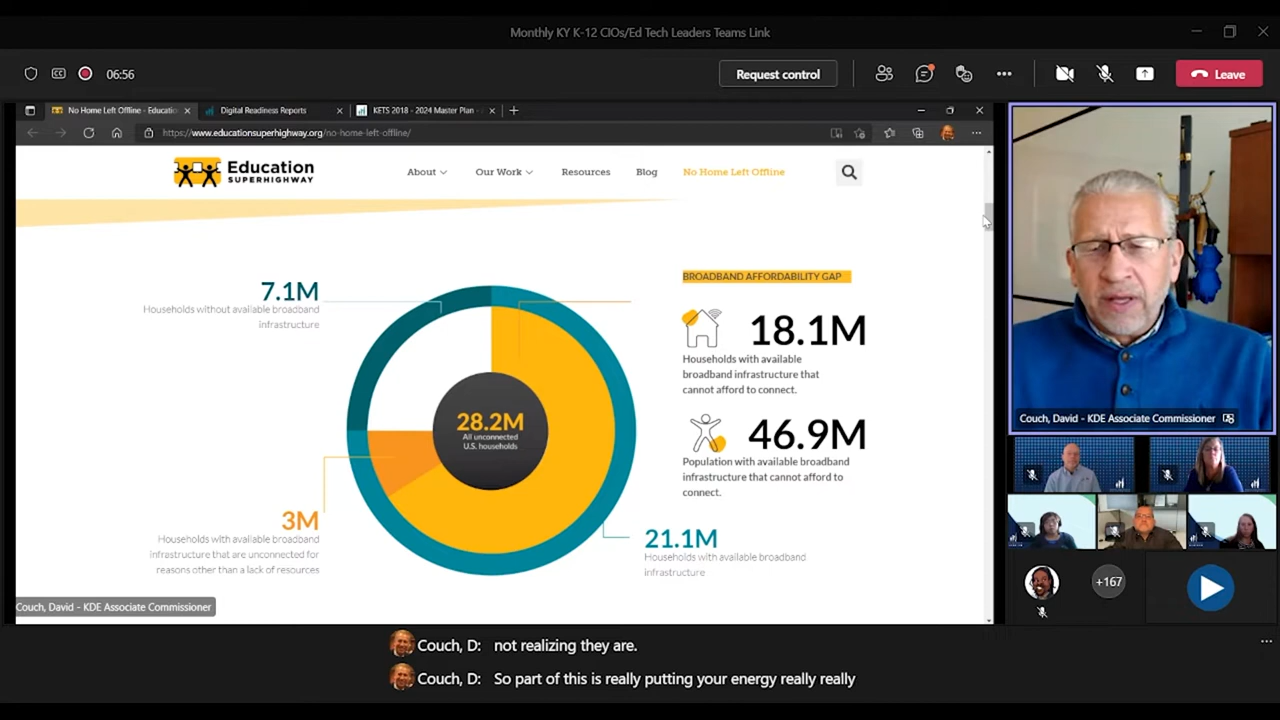 Monthly KY K-12 CIOs/Ed Tech Leaders Teams Link
06:56
Request control
Leave
No Home Left Offline - Educatio
Digital Readiness Reports
KETS 2018 - 2024 Master Plan -
https://www.educationsuperhighway.org/no-home-left-offline/
Education
SUPERHIGHWAY
About
Our Work
Resources
Blog
No Home Left Offline
BROADBAND AFFORDABILITY GAP
7.1M
Households without available broadband
infrastructure
18.1M
Households with available
broadband infrastructure that
cannot afford to connect.
28.2M
All unconnected
U.S. households
46.9M
Population with available broadband
infrastructure that cannot afford to
connect.
3M
Households with available broadband
infrastructure that are unconnected for
reasons other than a lack of resources
21.1M
Households with available broadband
infrastructure
Couch, David - KDE Associate Commissioner
Couch, David - KDE Associate Commissioner
+167
Couch, D: not realizing they are.
Couch, D: So part of this is really putting your energy really really